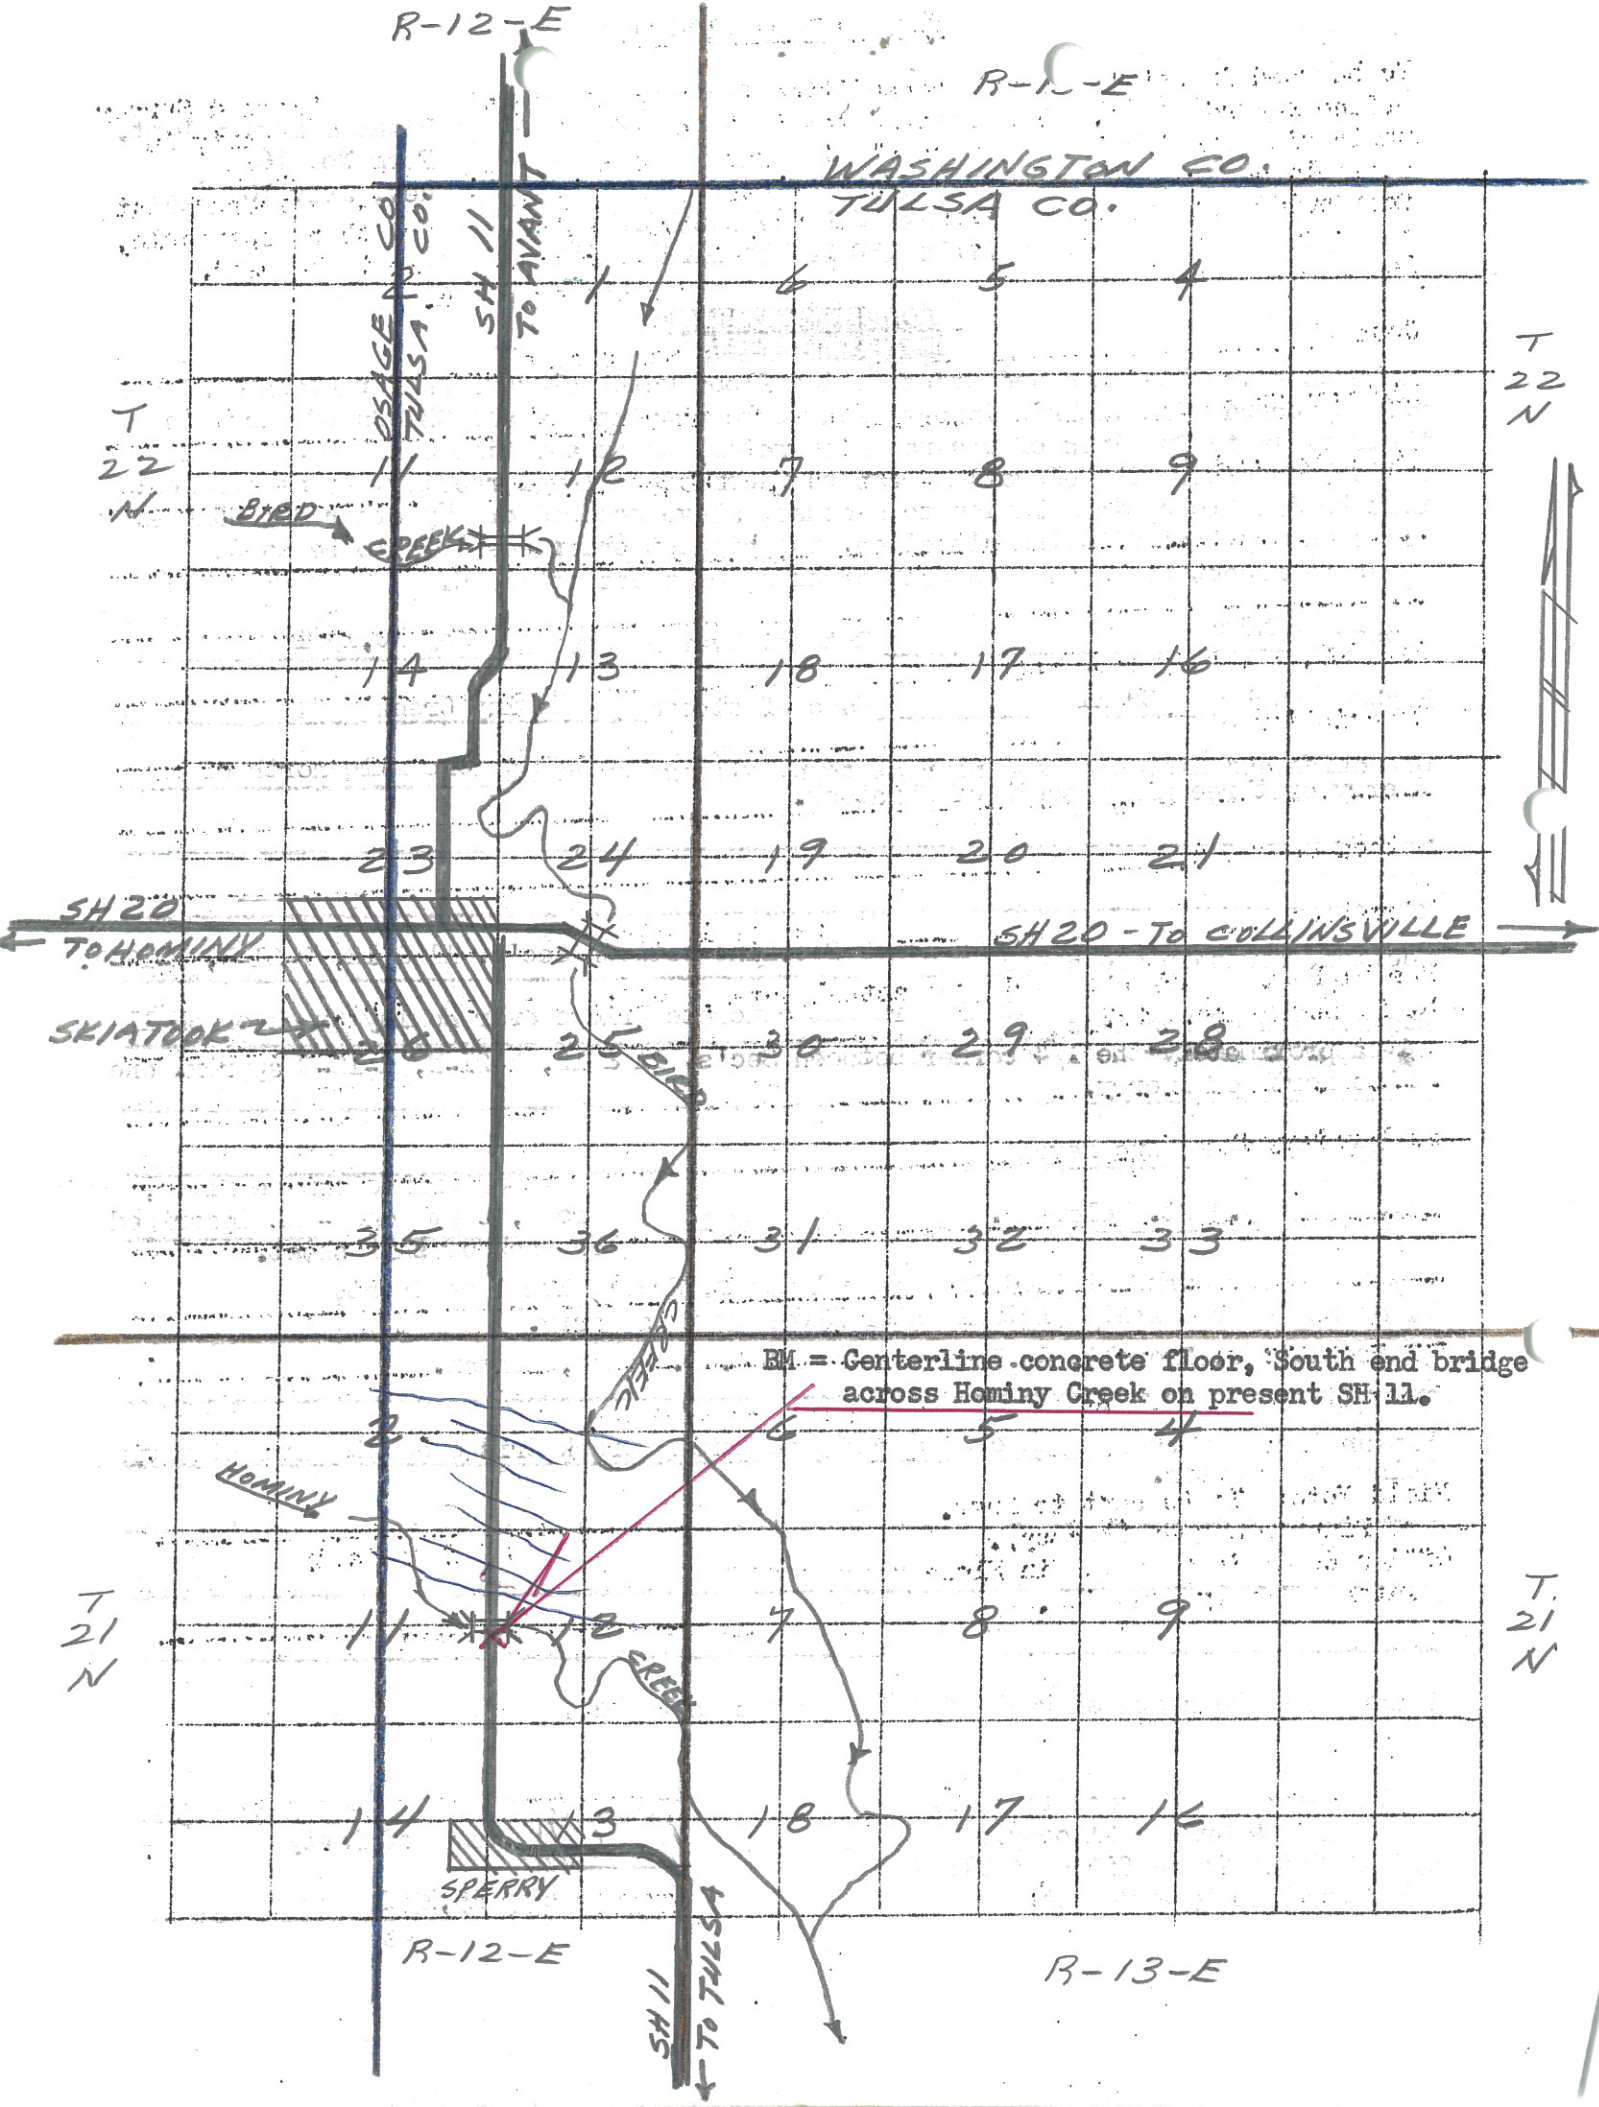 R-12-E
WASHINGTON CO.
TULSA CO.
OSAGE CO.
TULSA CO.
SH 11
TO AVANT
2 1 6 5 4
T
22
N
T
22
N
11 12 7 8 9
BIRD
CREEK
14 13 18 17 16
23 24 19 20 21
SH 20
TO HOMINY
SH 20 - TO COLLINSVILLE
SKIATOOK
26 25 30 29 28
BIRD
35 36 31 32 33
CREEK
BM = Centerline concrete floor, South end bridge
across Hominy Creek on present SH 11.
2 6 5 4
HOMINY
T
21
N
T.
21
N
11 12 7 8 9
CREEK
14 13 18 17 16
SPERRY
R-12-E
R-13-E
SH 11
TO TULSA